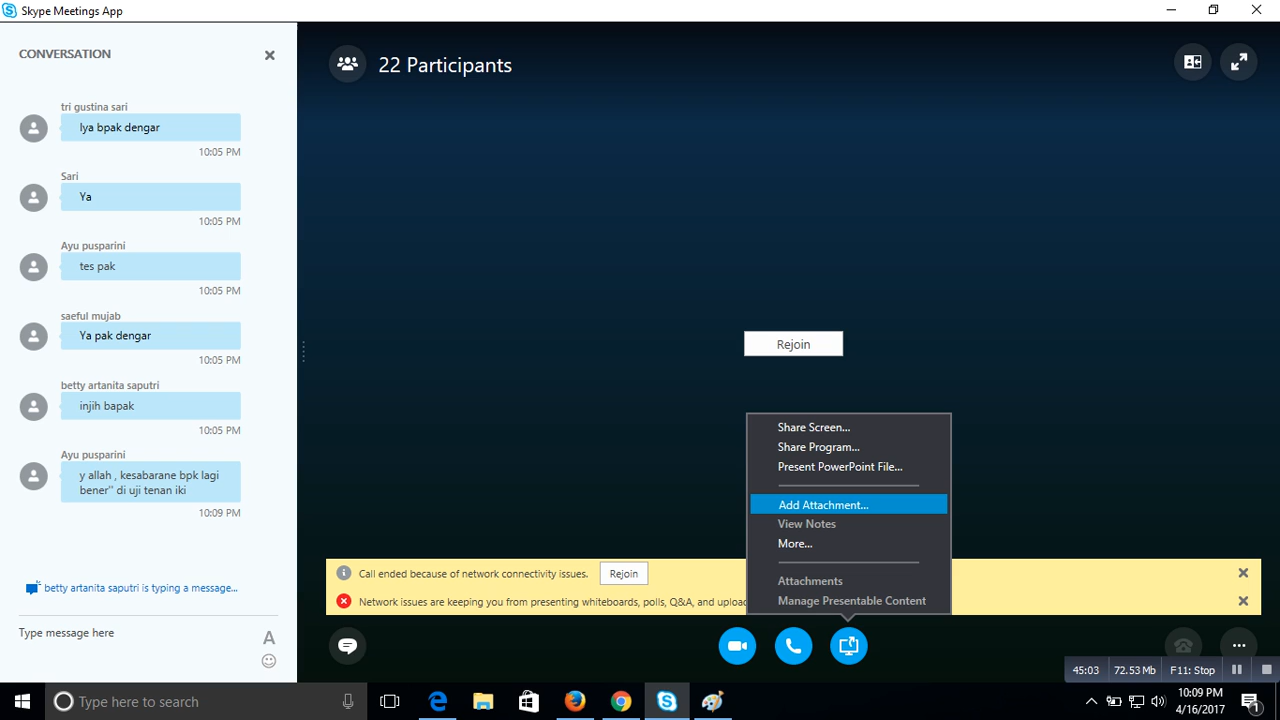 Skype Meetings App
CONVERSATION
tri gustina sari
Iya bpak dengar
10:05 PM
Sari
Ya
10:05 PM
Ayu pusparini
tes pak
10:05 PM
saeful mujab
Ya pak dengar
10:05 PM
betty artanita saputri
injih bapak
10:05 PM
Ayu pusparini
y allah , kesabarane bpk lagi
bener'' di uji tenan iki
10:09 PM
betty artanita saputri is typing a message...
Type message here
A
22 Participants
Rejoin
Share Screen...
Share Program...
Present PowerPoint File...
Add Attachment...
View Notes
More...
Attachments
Manage Presentable Content
Call ended because of network connectivity issues.
Rejoin
Network issues are keeping you from presenting whiteboards, polls, Q&A, and
45:03
72.53 Mb
F11: Stop
Type here to search
10:09 PM
4/16/2017
1